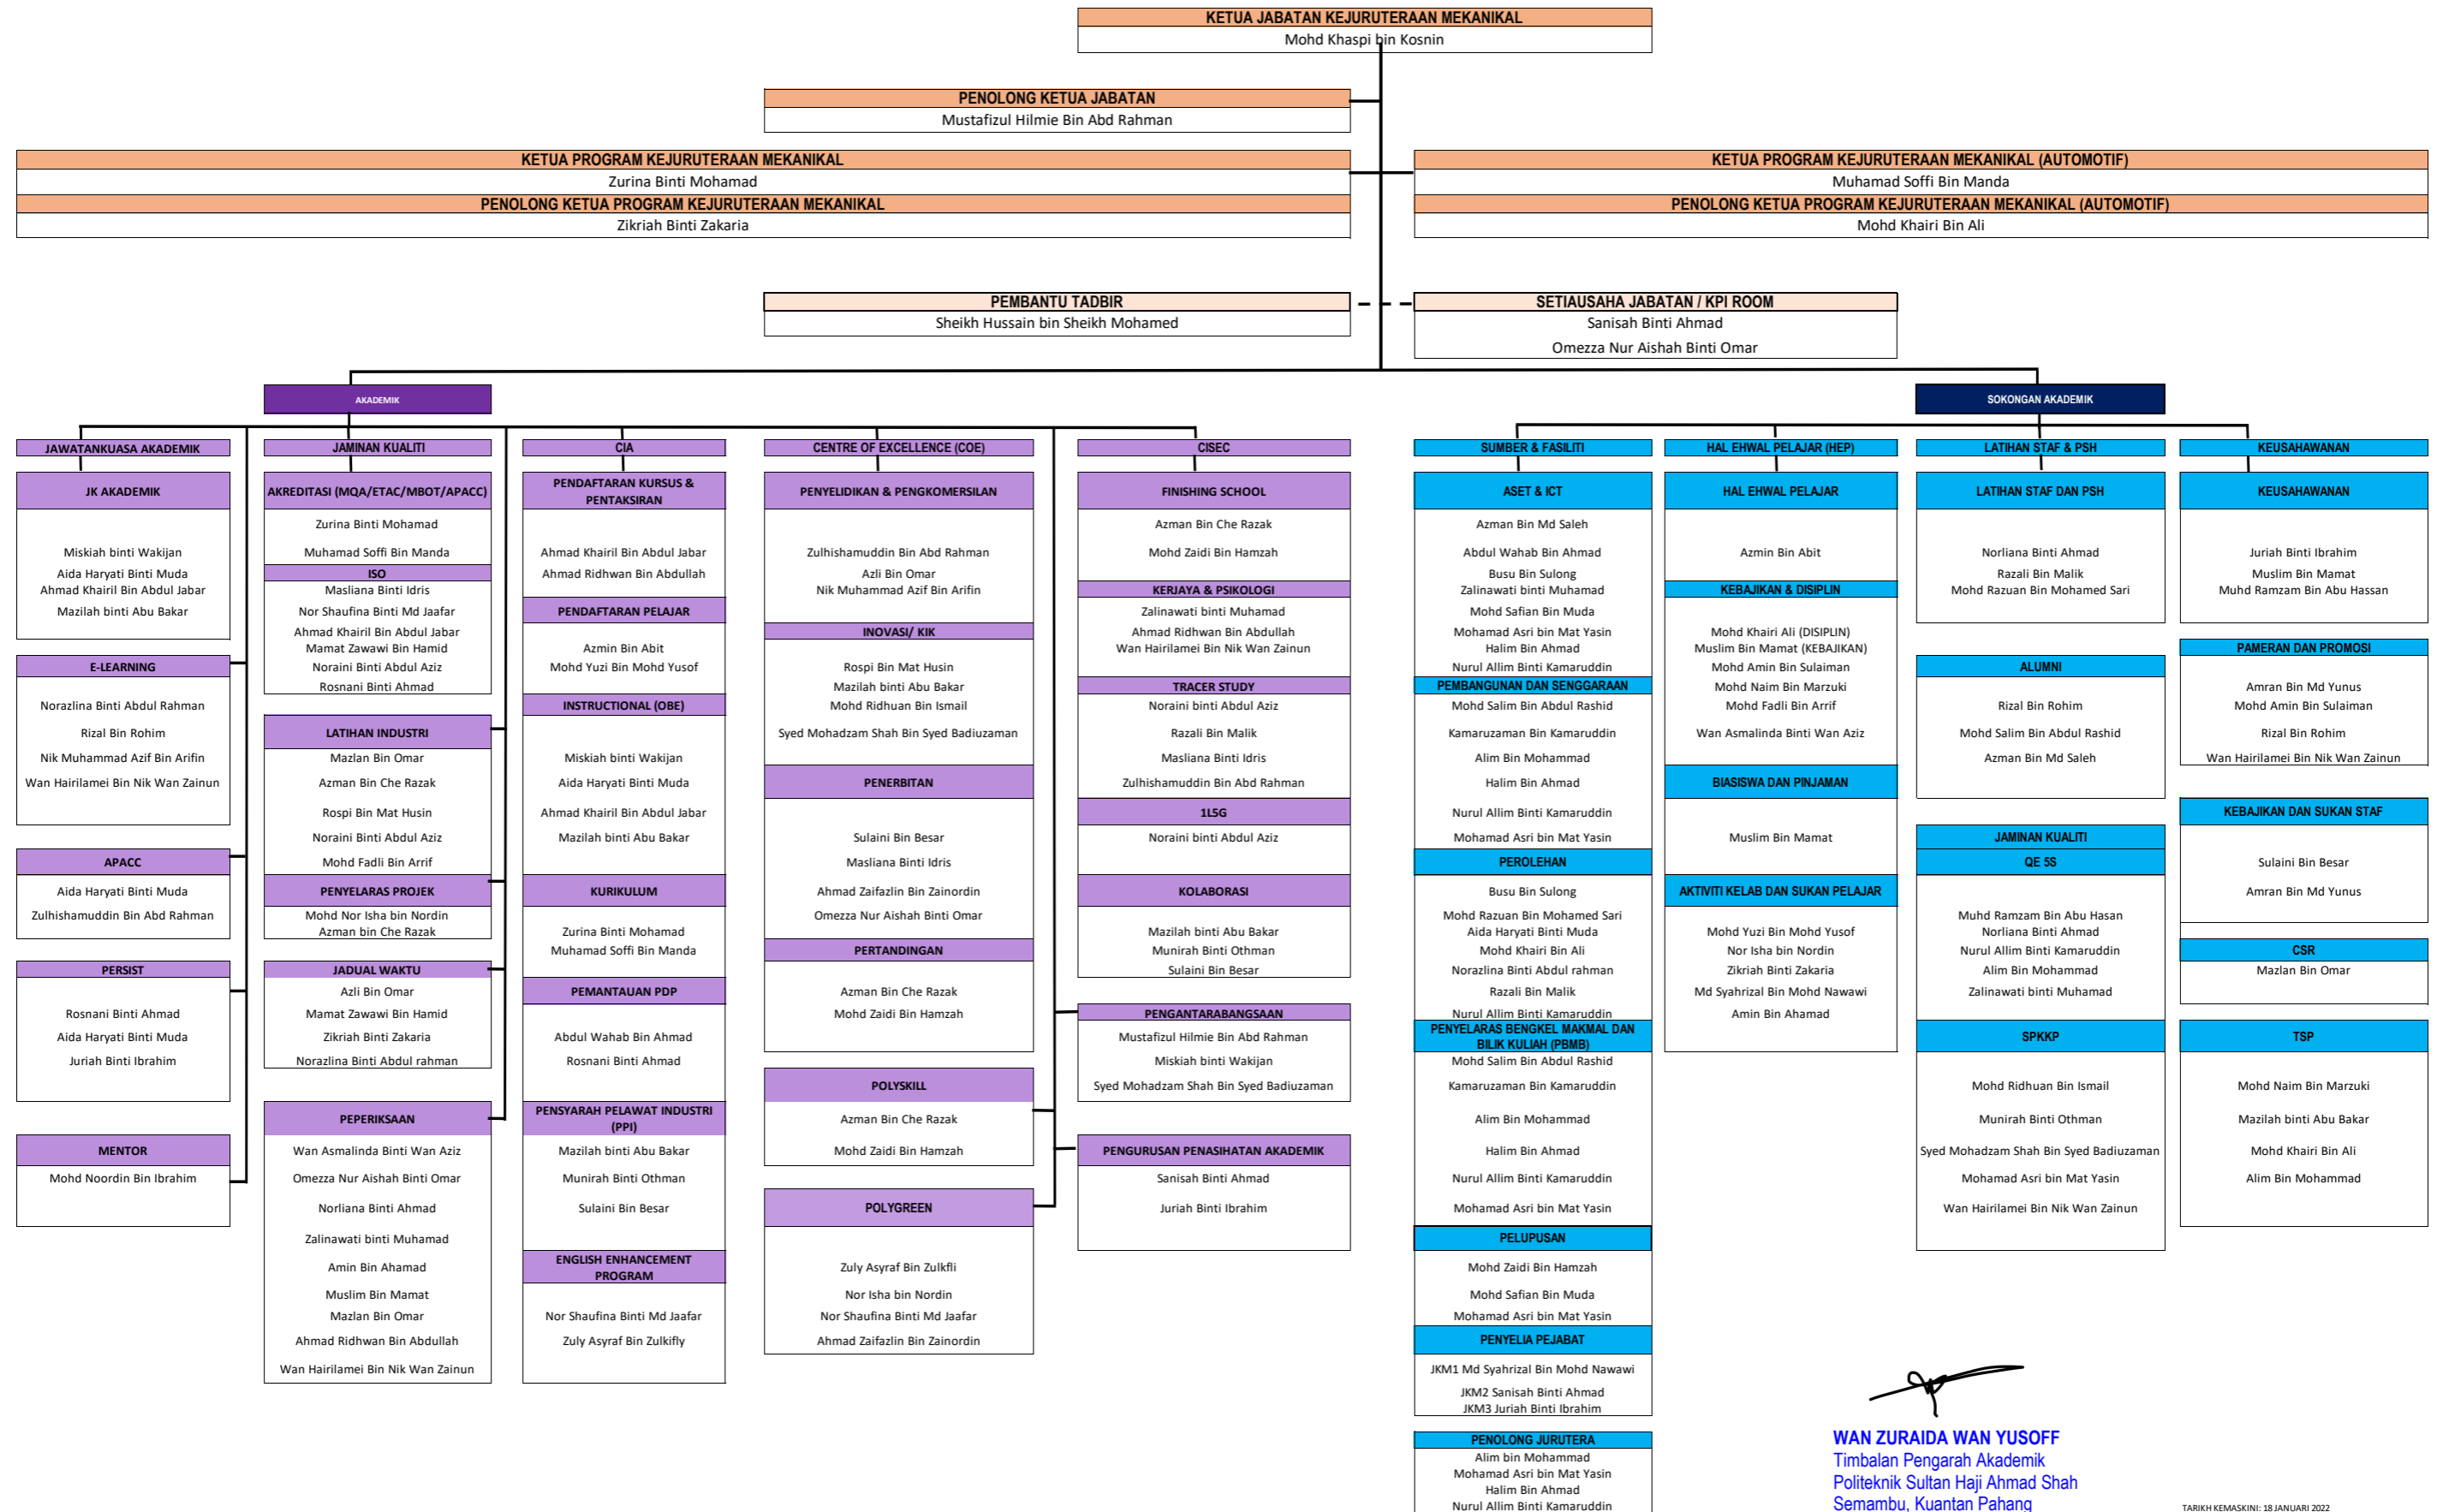 KETUA JABATAN KEJURUTERAAN MEKANIKAL
Mohd Khaspi bin Kosnin
PENOLONG KETUA JABATAN
Mustafizul Hilmie Bin Abd Rahman
KETUA PROGRAM KEJURUTERAAN MEKANIKAL
Zurina Binti Mohamad
PENOLONG KETUA PROGRAM KEJURUTERAAN MEKANIKAL
Zikriah Binti Zakaria
KETUA PROGRAM KEJURUTERAAN MEKANIKAL (AUTOMOTIF)
Muhamad Soffi Bin Manda
PENOLONG KETUA PROGRAM KEJURUTERAAN MEKANIKAL (AUTOMOTIF)
Mohd Khairi Bin Ali
PEMBANTU TADBIR
Sheikh Hussain bin Sheikh Mohamed
SETIAUSAHA JABATAN / KPI ROOM
Sanisah Binti Ahmad
Omezza Nur Aishah Binti Omar
AKADEMIK
SOKONGAN AKADEMIK
JAWATANKUASA AKADEMIK
JK AKADEMIK
Miskiah binti Wakijan
Aida Haryati Binti Muda
Ahmad Khairil Bin Abdul Jabar
Mazilah binti Abu Bakar
E-LEARNING
Norazlina Binti Abdul Rahman
Rizal Bin Rohim
Nik Muhammad Azif Bin Arifin
Wan Hairilamei Bin Nik Wan Zainun
APACC
Aida Haryati Binti Muda
Zulhishamuddin Bin Abd Rahman
PERSIST
Rosnani Binti Ahmad
Aida Haryati Binti Muda
Juriah Binti Ibrahim
MENTOR
Mohd Noordin Bin Ibrahim
JAMINAN KUALITI
AKREDITASI (MQA/ETAC/MBOT/APACC)
Zurina Binti Mohamad
Muhamad Soffi Bin Manda
ISO
Masliana Binti Idris
Nor Shaufina Binti Md Jaafar
Ahmad Khairil Bin Abdul Jabar
Mamat Zawawi Bin Hamid
Noraini Binti Abdul Aziz
Rosnani Binti Ahmad
LATIHAN INDUSTRI
Mazlan Bin Omar
Azman Bin Che Razak
Rospi Bin Mat Husin
Noraini Binti Abdul Aziz
Mohd Fadli Bin Arrif
PENYELARAS PROJEK
Mohd Nor Isha bin Nordin
Azman bin Che Razak
JADUAL WAKTU
Azli Bin Omar
Mamat Zawawi Bin Hamid
Zikriah Binti Zakaria
Norazlina Binti Abdul rahman
PEPERIKSAAN
Wan Asmalinda Binti Wan Aziz
Omezza Nur Aishah Binti Omar
Norliana Binti Ahmad
Zalinawati binti Muhamad
Amin Bin Ahamad
Muslim Bin Mamat
Mazlan Bin Omar
Ahmad Ridhwan Bin Abdullah
Wan Hairilamei Bin Nik Wan Zainun
CIA
PENDAFTARAN KURSUS &
PENTAKSIRAN
Ahmad Khairil Bin Abdul Jabar
Ahmad Ridhwan Bin Abdullah
PENDAFTARAN PELAJAR
Azmin Bin Abit
Mohd Yuzi Bin Mohd Yusof
INSTRUCTIONAL (OBE)
Miskiah binti Wakijan
Aida Haryati Binti Muda
Ahmad Khairil Bin Abdul Jabar
Mazilah binti Abu Bakar
KURIKULUM
Zurina Binti Mohamad
Muhamad Soffi Bin Manda
PEMANTAUAN PDP
Abdul Wahab Bin Ahmad
Rosnani Binti Ahmad
PENSYARAH PELAWAT INDUSTRI
(PPI)
Mazilah binti Abu Bakar
Munirah Binti Othman
Sulaini Bin Besar
ENGLISH ENHANCEMENT
PROGRAM
Nor Shaufina Binti Md Jaafar
Zuly Asyraf Bin Zulkifly
CENTRE OF EXCELLENCE (COE)
PENYELIDIKAN & PENGKOMERSILAN
Zulhishamuddin Bin Abd Rahman
Azli Bin Omar
Nik Muhammad Azif Bin Arifin
INOVASI/ KIK
Rospi Bin Mat Husin
Mazilah binti Abu Bakar
Mohd Ridhuan Bin Ismail
Syed Mohadzam Shah Bin Syed Badiuzaman
PENERBITAN
Sulaini Bin Besar
Masliana Binti Idris
Ahmad Zaifazlin Bin Zainordin
Omezza Nur Aishah Binti Omar
PERTANDINGAN
Azman Bin Che Razak
Mohd Zaidi Bin Hamzah
POLYSKILL
Azman Bin Che Razak
Mohd Zaidi Bin Hamzah
POLYGREEN
Zuly Asyraf Bin Zulkfli
Nor Isha bin Nordin
Nor Shaufina Binti Md Jaafar
Ahmad Zaifazlin Bin Zainordin
CISEC
FINISHING SCHOOL
Azman Bin Che Razak
Mohd Zaidi Bin Hamzah
KERJAYA & PSIKOLOGI
Zalinawati binti Muhamad
Ahmad Ridhwan Bin Abdullah
Wan Hairilamei Bin Nik Wan Zainun
TRACER STUDY
Noraini binti Abdul Aziz
Razali Bin Malik
Masliana Binti Idris
Zulhishamuddin Bin Abd Rahman
1L5G
Noraini binti Abdul Aziz
KOLABORASI
Mazilah binti Abu Bakar
Munirah Binti Othman
Sulaini Bin Besar
PENGANTARABANGSAAN
Mustafizul Hilmie Bin Abd Rahman
Miskiah binti Wakijan
Syed Mohadzam Shah Bin Syed Badiuzaman
PENGURUSAN PENASIHATAN AKADEMIK
Sanisah Binti Ahmad
Juriah Binti Ibrahim
SUMBER & FASILITI
ASET & ICT
Azman Bin Md Saleh
Abdul Wahab Bin Ahmad
Busu Bin Sulong
Zalinawati binti Muhamad
Mohd Safian Bin Muda
Mohamad Asri bin Mat Yasin
Halim Bin Ahmad
Nurul Allim Binti Kamaruddin
PEMBANGUNAN DAN SENGGARAAN
Mohd Salim Bin Abdul Rashid
Kamaruzaman Bin Kamaruddin
Alim Bin Mohammad
Halim Bin Ahmad
Nurul Allim Binti Kamaruddin
Mohamad Asri bin Mat Yasin
PEROLEHAN
Busu Bin Sulong
Mohd Razuan Bin Mohamed Sari
Aida Haryati Binti Muda
Mohd Khairi Bin Ali
Norazlina Binti Abdul rahman
Razali Bin Malik
Nurul Allim Binti Kamaruddin
PENYELARAS BENGKEL MAKMAL DAN
BILIK KULIAH (PBMB)
Mohd Salim Bin Abdul Rashid
Kamaruzaman Bin Kamaruddin
Alim Bin Mohammad
Halim Bin Ahmad
Nurul Allim Binti Kamaruddin
Mohamad Asri bin Mat Yasin
PELUPUSAN
Mohd Zaidi Bin Hamzah
Mohd Safian Bin Muda
Mohamad Asri bin Mat Yasin
PENYELIA PEJABAT
JKM1 Md Syahrizal Bin Mohd Nawawi
JKM2 Sanisah Binti Ahmad
JKM3 Juriah Binti Ibrahim
PENOLONG JURUTERA
Alim bin Mohammad
Mohamad Asri bin Mat Yasin
Halim Bin Ahmad
Nurul Allim Binti Kamaruddin
HAL EHWAL PELAJAR (HEP)
HAL EHWAL PELAJAR
Azmin Bin Abit
KEBAJIKAN & DISIPLIN
Mohd Khairi Ali (DISIPLIN)
Muslim Bin Mamat (KEBAJIKAN)
Mohd Amin Bin Sulaiman
Mohd Naim Bin Marzuki
Mohd Fadli Bin Arrif
Wan Asmalinda Binti Wan Aziz
BIASISWA DAN PINJAMAN
Muslim Bin Mamat
AKTIVITI KELAB DAN SUKAN PELAJAR
Mohd Yuzi Bin Mohd Yusof
Nor Isha bin Nordin
Zikriah Binti Zakaria
Md Syahrizal Bin Mohd Nawawi
Amin Bin Ahamad
LATIHAN STAF & PSH
LATIHAN STAF DAN PSH
Norliana Binti Ahmad
Razali Bin Malik
Mohd Razuan Bin Mohamed Sari
ALUMNI
Rizal Bin Rohim
Mohd Salim Bin Abdul Rashid
Azman Bin Md Saleh
JAMINAN KUALITI
QE 5S
Muhd Ramzam Bin Abu Hasan
Norliana Binti Ahmad
Nurul Allim Binti Kamaruddin
Alim Bin Mohammad
Zalinawati binti Muhamad
SPKKP
Mohd Ridhuan Bin Ismail
Munirah Binti Othman
Syed Mohadzam Shah Bin Syed Badiuzaman
Mohamad Asri bin Mat Yasin
Wan Hairilamei Bin Nik Wan Zainun
KEUSAHAWANAN
KEUSAHAWANAN
Juriah Binti Ibrahim
Muslim Bin Mamat
Muhd Ramzam Bin Abu Hassan
PAMERAN DAN PROMOSI
Amran Bin Md Yunus
Mohd Amin Bin Sulaiman
Rizal Bin Rohim
Wan Hairilamei Bin Nik Wan Zainun
KEBAJIKAN DAN SUKAN STAF
Sulaini Bin Besar
Amran Bin Md Yunus
CSR
Mazlan Bin Omar
TSP
Mohd Naim Bin Marzuki
Mazilah binti Abu Bakar
Mohd Khairi Bin Ali
Alim Bin Mohammad
WAN ZURAIDA WAN YUSOFF
Timbalan Pengarah Akademik
Politeknik Sultan Haji Ahmad Shah
Semambu, Kuantan Pahang
TARIKH KEMASKINI: 18 JANUARI 2022